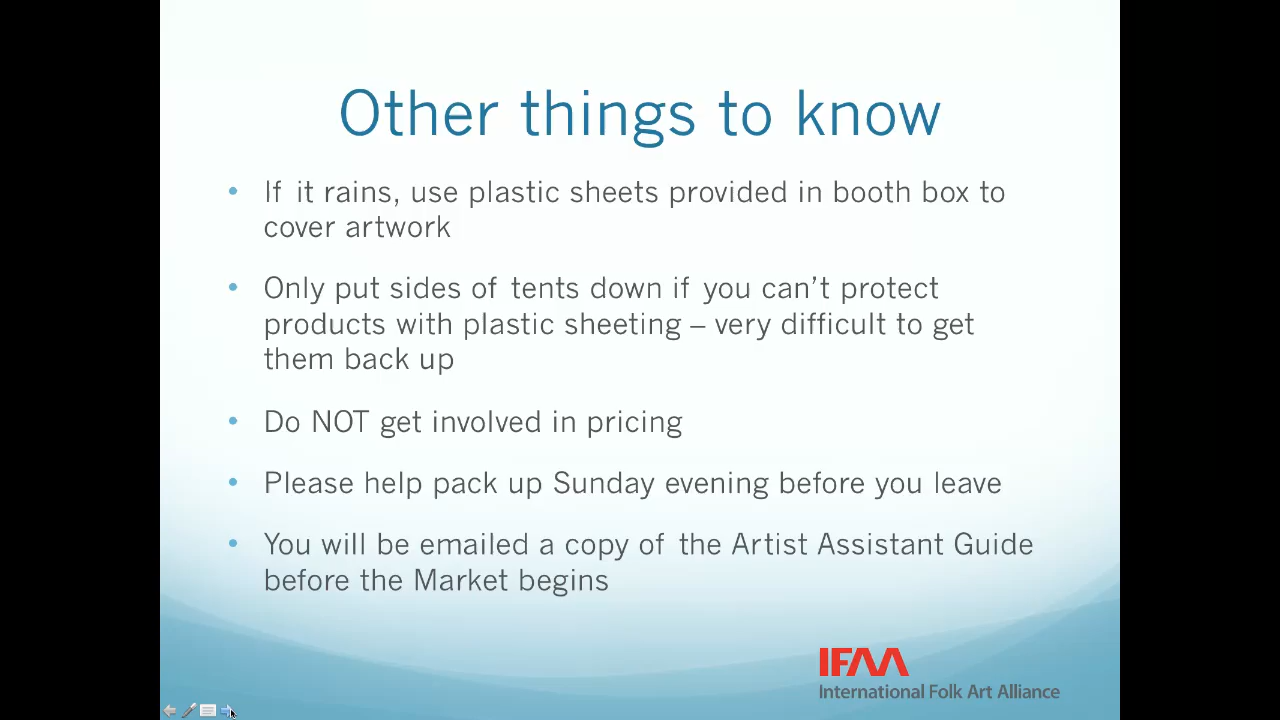 Other things to know
• If it rains, use plastic sheets provided in booth box to
cover artwork
• Only put sides of tents down if you can’t protect
products with plastic sheeting – very difficult to get
them back up
• Do NOT get involved in pricing
• Please help pack up Sunday evening before you leave
• You will be emailed a copy of the Artist Assistant Guide
before the Market begins
IFAA
International Folk Art Alliance